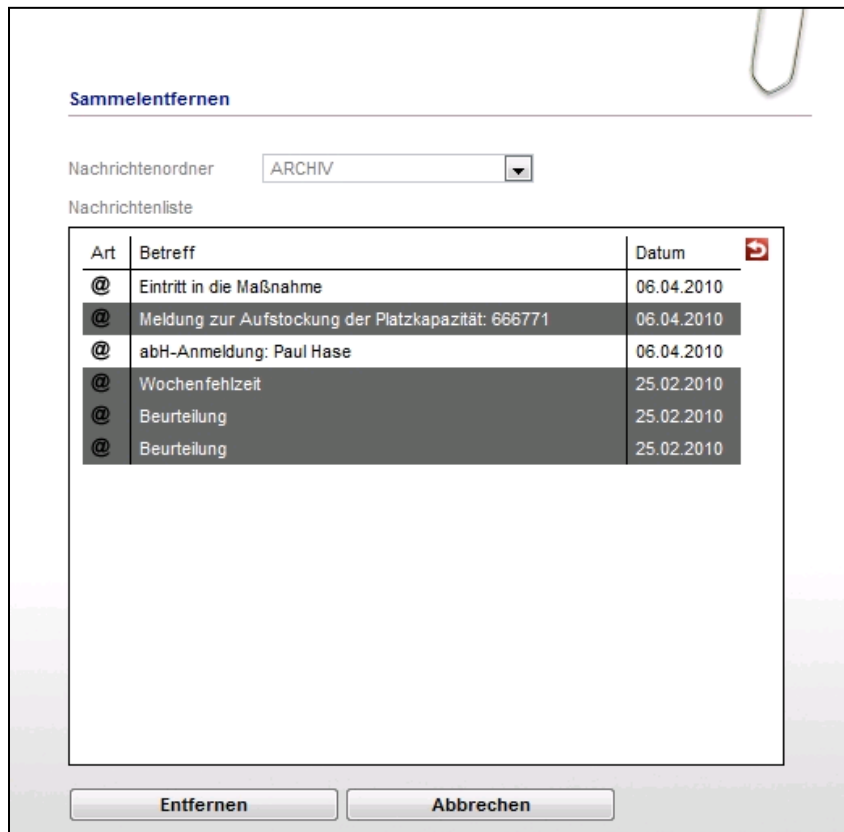 Sammelentfernen
Nachrichtenordner ARCHIV
Nachrichtenliste
Art Betreff Datum
@ Eintritt in die Maßnahme 06.04.2010
@ Meldung zur Aufstockung der Platzkapazität: 666771 06.04.2010
@ abH-Anmeldung: Paul Hase 06.04.2010
@ Wochenfehlzeit 25.02.2010
@ Beurteilung 25.02.2010
@ Beurteilung 25.02.2010
Entfernen Abbrechen